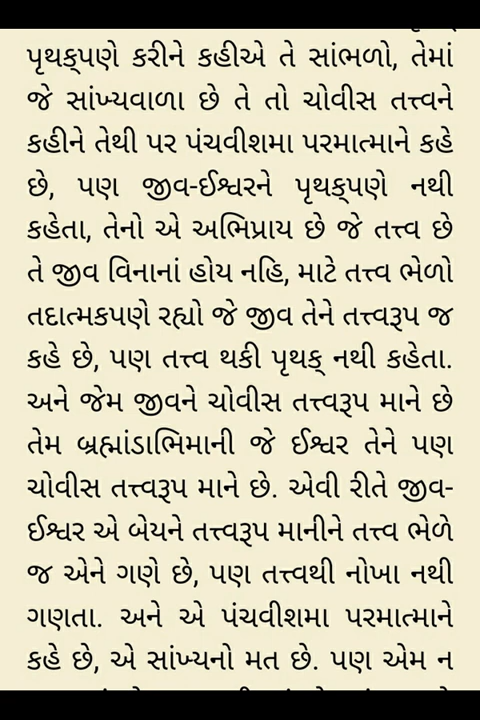 પૃથક્‌પણે કરીને કહીએ તે સાંભળો, તેમાં
જે સાંખ્યવાળા છે તે તો ચોવીસ તત્ત્વને
કહીને તેથી પર પંચવીશમા પરમાત્માને કહે
છે, પણ જીવ-ઈશ્વરને પૃથક્‌પણે નથી
કહેતા, તેનો એ અભિપ્રાય છે જે તત્ત્વ છે
તે જીવ વિનાનાં હોય નહિ, માટે તત્ત્વ ભેળો
તદાત્મકપણે રહ્યો જે જીવ તેને તત્ત્વરૂપ જ
કહે છે, પણ તત્ત્વ થકી પૃથક્ નથી કહેતા.
અને જેમ જીવને ચોવીસ તત્ત્વરૂપ માને છે
તેમ બ્રહ્માંડાભિમાની જે ઈશ્વર તેને પણ
ચોવીસ તત્ત્વરૂપ માને છે. એવી રીતે જીવ-
ઈશ્વર એ બેયને તત્ત્વરૂપ માનીને તત્ત્વ ભેળે
જ એને ગણે છે, પણ તત્ત્વથી નોખા નથી
ગણતા. અને એ પંચવીશમા પરમાત્માને
કહે છે, એ સાંખ્યનો મત છે. પણ એમ ન